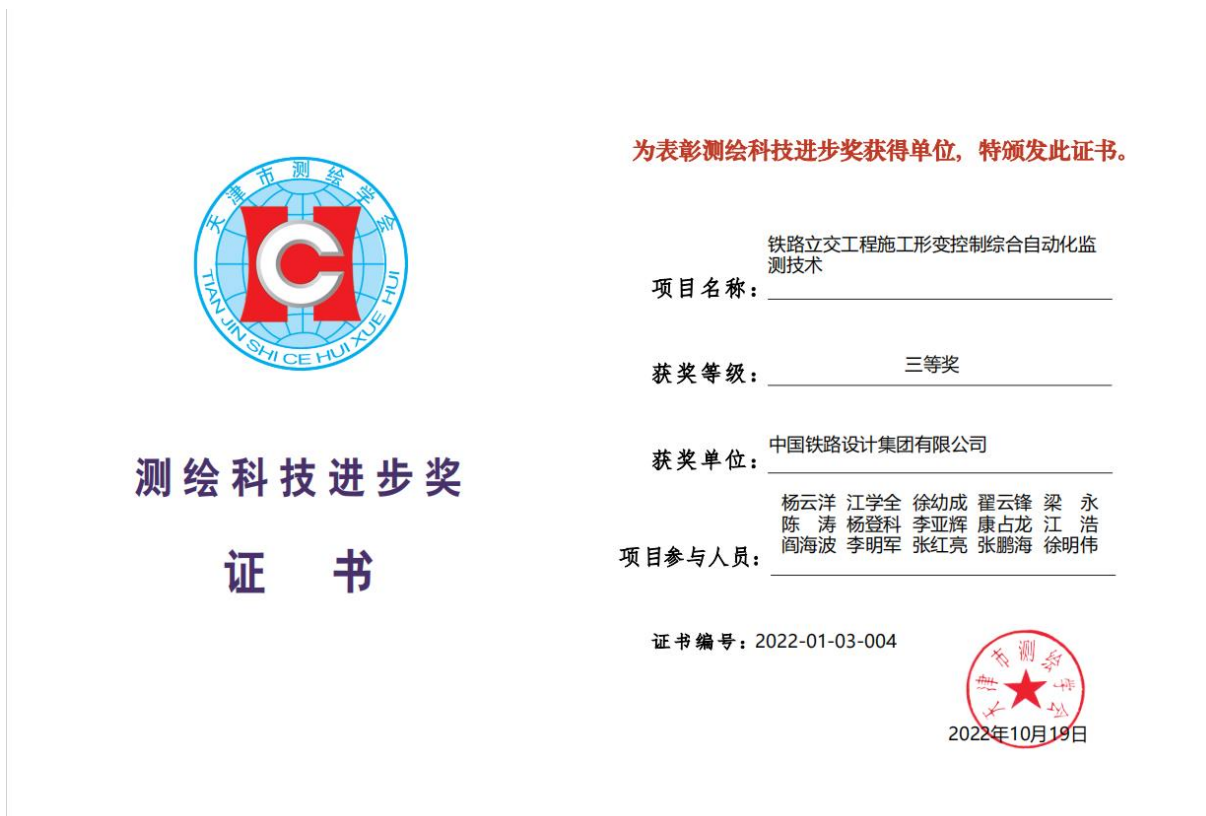 天津市测绘学会
TIAN JIN SHI CE HUI XUE HUI
测绘科技进步奖
证 书
为表彰测绘科技进步奖获得单位，特颁发此证书。
项目名称：铁路立交工程施工形变控制综合自动化监
测技术
获奖等级：三等奖
获奖单位：中国铁路设计集团有限公司
项目参与人员：
杨云洋 江学全 徐幼成 翟云锋 梁 永
陈 涛 杨登科 李亚辉 康占龙 江 浩
阎海波 李明军 张红亮 张鹏海 徐明伟
证书编号：2022-01-03-004
天津市测绘学会
2022年10月19日